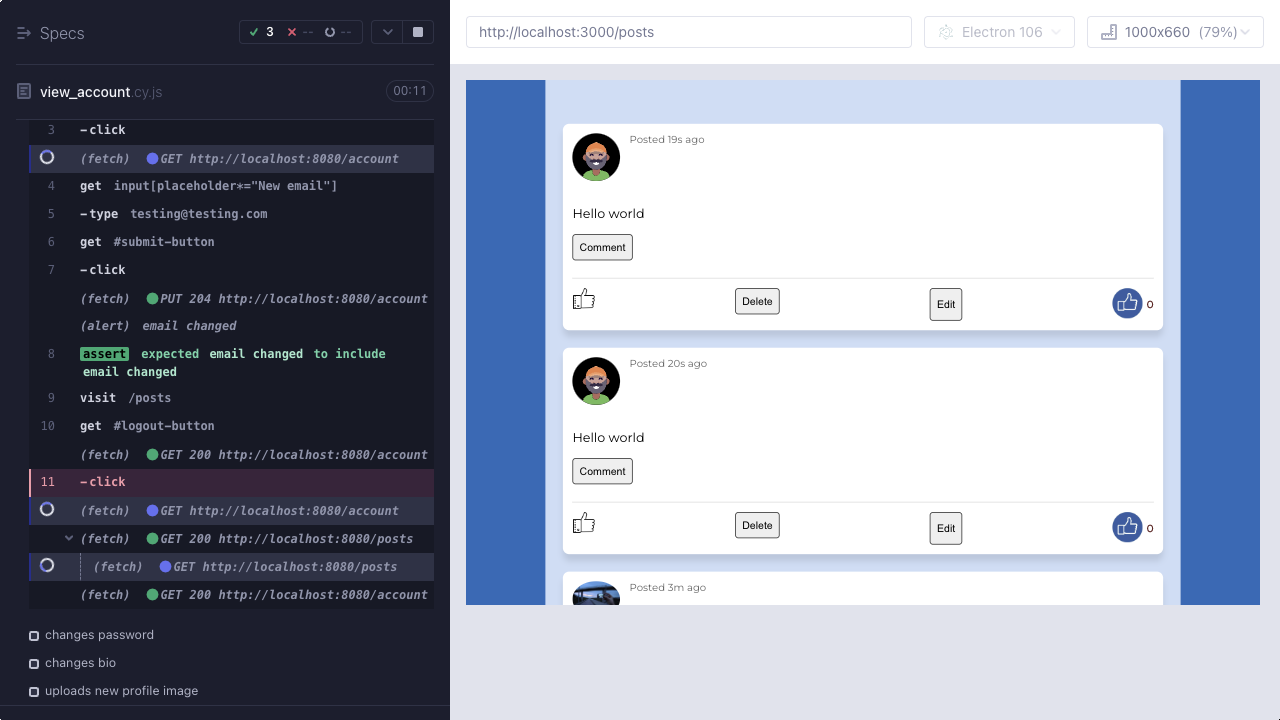 Specs
3
--
--
view_account.cy.js
00:11
3 -click
(fetch) GET http://localhost:8080/account
4 get input[placeholder*="New email"]
5 -type testing@testing.com
6 get #submit-button
7 -click
(fetch) PUT 204 http://localhost:8080/account
(alert) email changed
8 assert expected email changed to include
email changed
9 visit /posts
10 get #logout-button
(fetch) GET 200 http://localhost:8080/account
11 -click
(fetch) GET http://localhost:8080/account
(fetch) GET 200 http://localhost:8080/posts
(fetch) GET http://localhost:8080/posts
(fetch) GET 200 http://localhost:8080/account
changes password
changes bio
uploads new profile image
http://localhost:3000/posts
Electron 106
1000x660 (79%)
Posted 19s ago
Hello world
Comment
Delete
Edit
0
Posted 20s ago
Hello world
Comment
Delete
Edit
0
Posted 3m ago